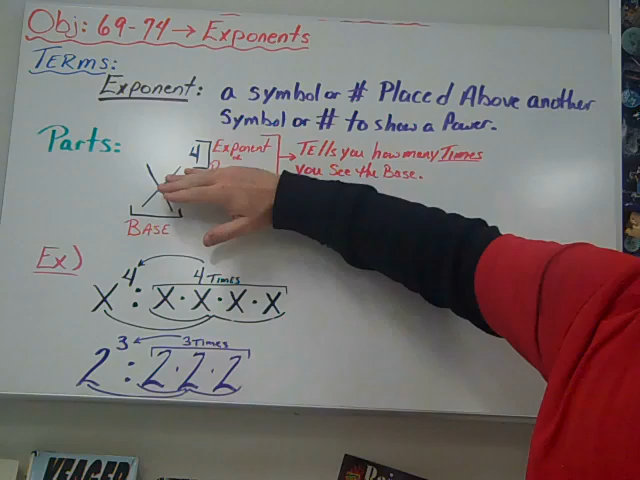 Obj: 69-74 → Exponents
Terms:
Exponent: a symbol or # Placed Above another
symbol or # to show a Power.
Parts:
4 Exponent
→ Tells you how many Times
you See the Base.
X
Base
Ex)
4 Times
X⁴: X·X·X·X
3 Times
2³: 2·2·2
YEAGER